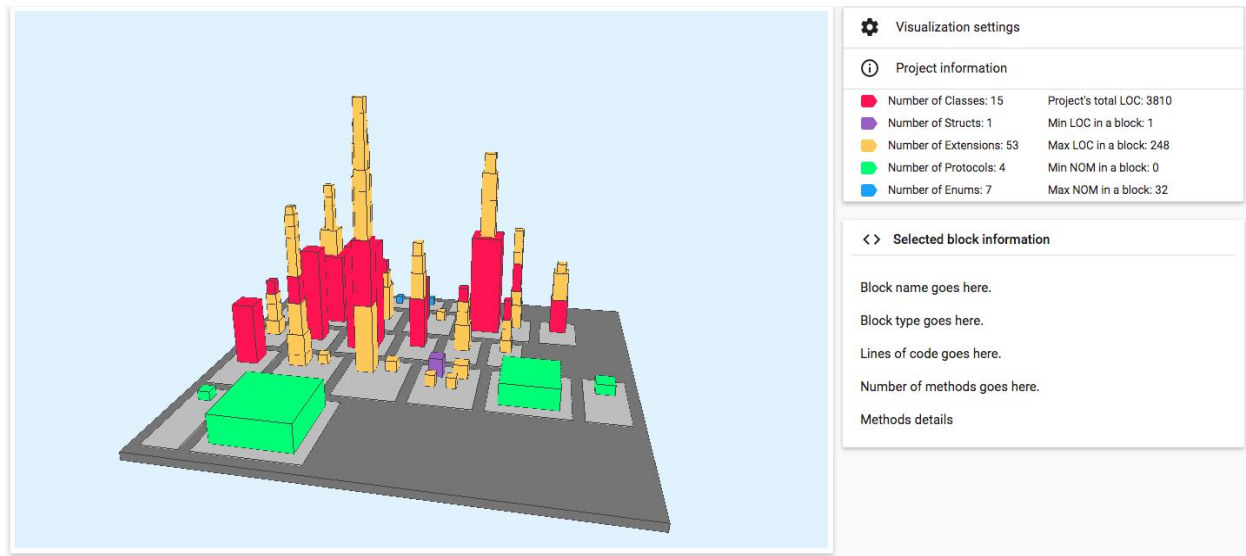 Visualization settings
Project information
Number of Classes: 15 Project's total LOC: 3810
Number of Structs: 1 Min LOC in a block: 1
Number of Extensions: 53 Max LOC in a block: 248
Number of Protocols: 4 Min NOM in a block: 0
Number of Enums: 7 Max NOM in a block: 32
Selected block information
Block name goes here.
Block type goes here.
Lines of code goes here.
Number of methods goes here.
Methods details